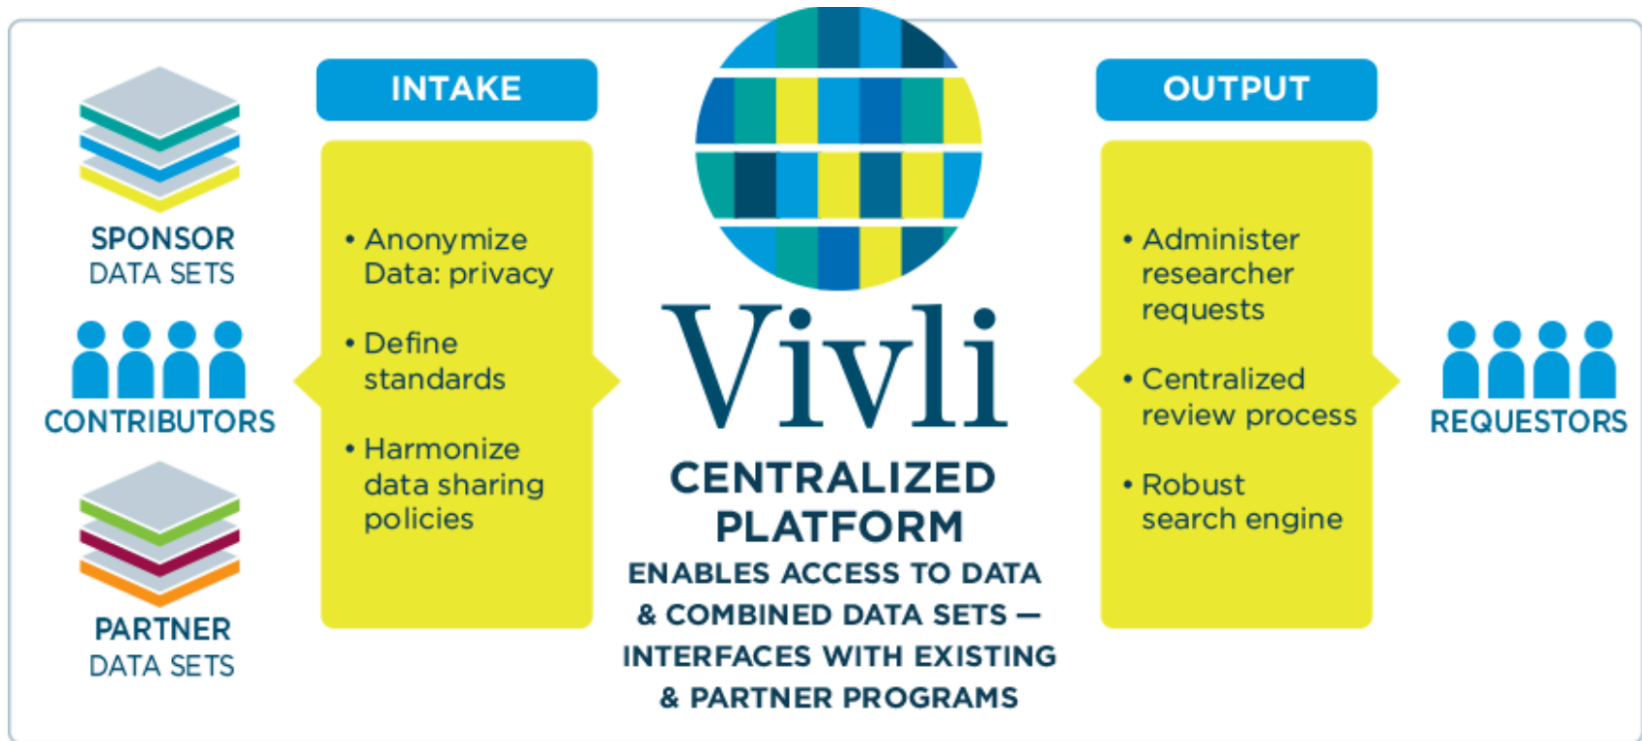 SPONSOR
DATA SETS
CONTRIBUTORS
PARTNER
DATA SETS
INTAKE
• Anonymize
Data: privacy
• Define
standards
• Harmonize
data sharing
policies
Vivli
CENTRALIZED
PLATFORM
ENABLES ACCESS TO DATA
& COMBINED DATA SETS —
INTERFACES WITH EXISTING
& PARTNER PROGRAMS
OUTPUT
• Administer
researcher
requests
• Centralized
review process
• Robust
search engine
REQUESTORS